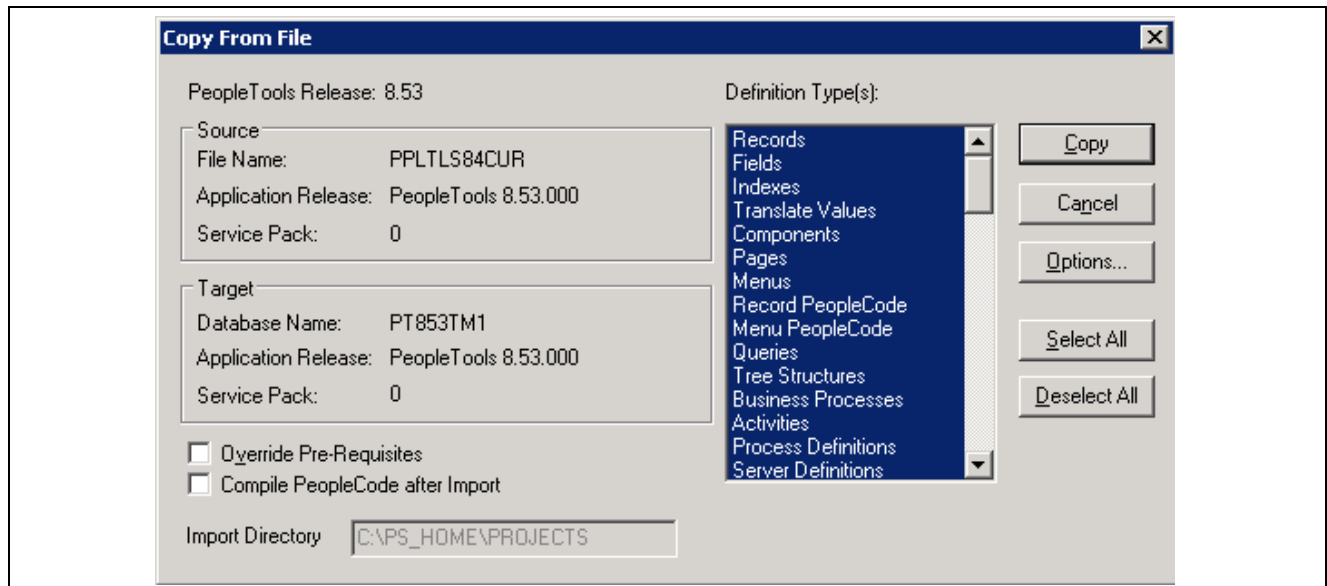 Copy From File
PeopleTools Release: 8.53
Source
File Name: PPLTLS84CUR
Application Release: PeopleTools 8.53.000
Service Pack: 0
Target
Database Name: PT853TM1
Application Release: PeopleTools 8.53.000
Service Pack: 0
Override Pre-Requisites
Compile PeopleCode after Import
Import Directory C:\PS_HOME\PROJECTS
Definition Type(s):
Records
Fields
Indexes
Translate Values
Components
Pages
Menus
Record PeopleCode
Menu PeopleCode
Queries
Tree Structures
Business Processes
Activities
Process Definitions
Server Definitions
Copy
Cancel
Options...
Select All
Deselect All